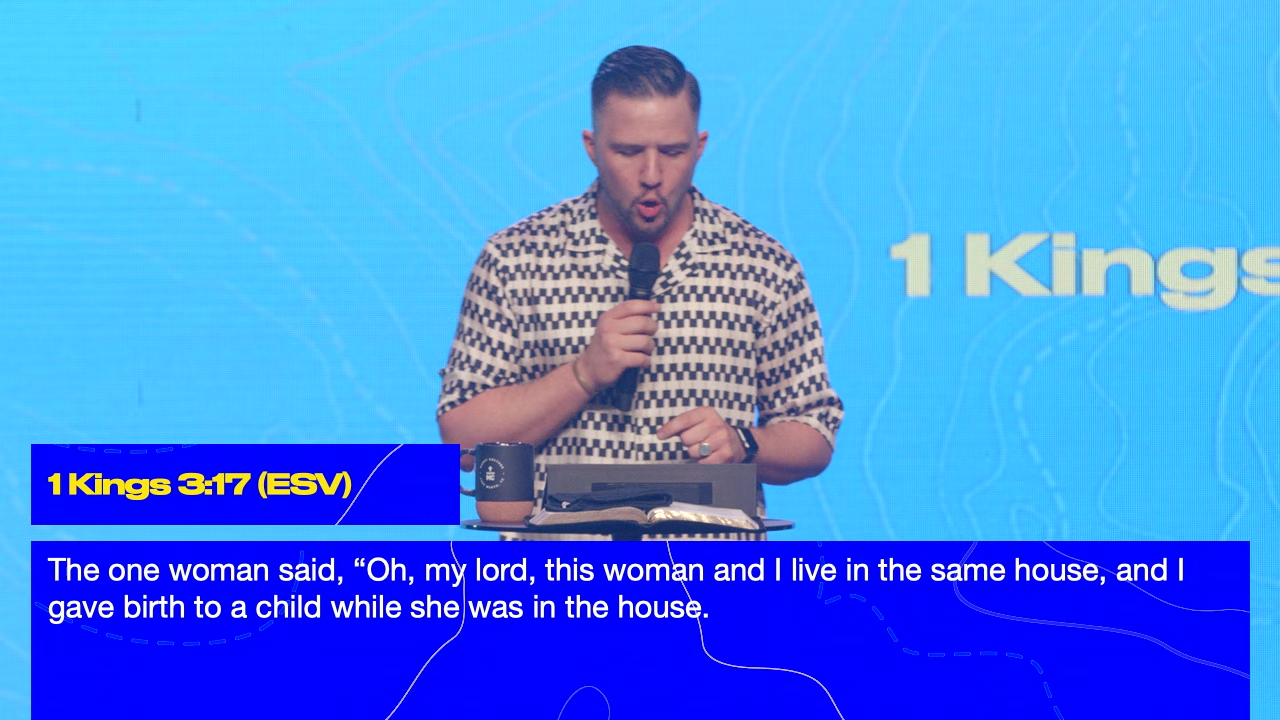 1 Kings
1 Kings 3:17 (ESV)
The one woman said, “Oh, my lord, this woman and I live in the same house, and I
gave birth to a child while she was in the house.